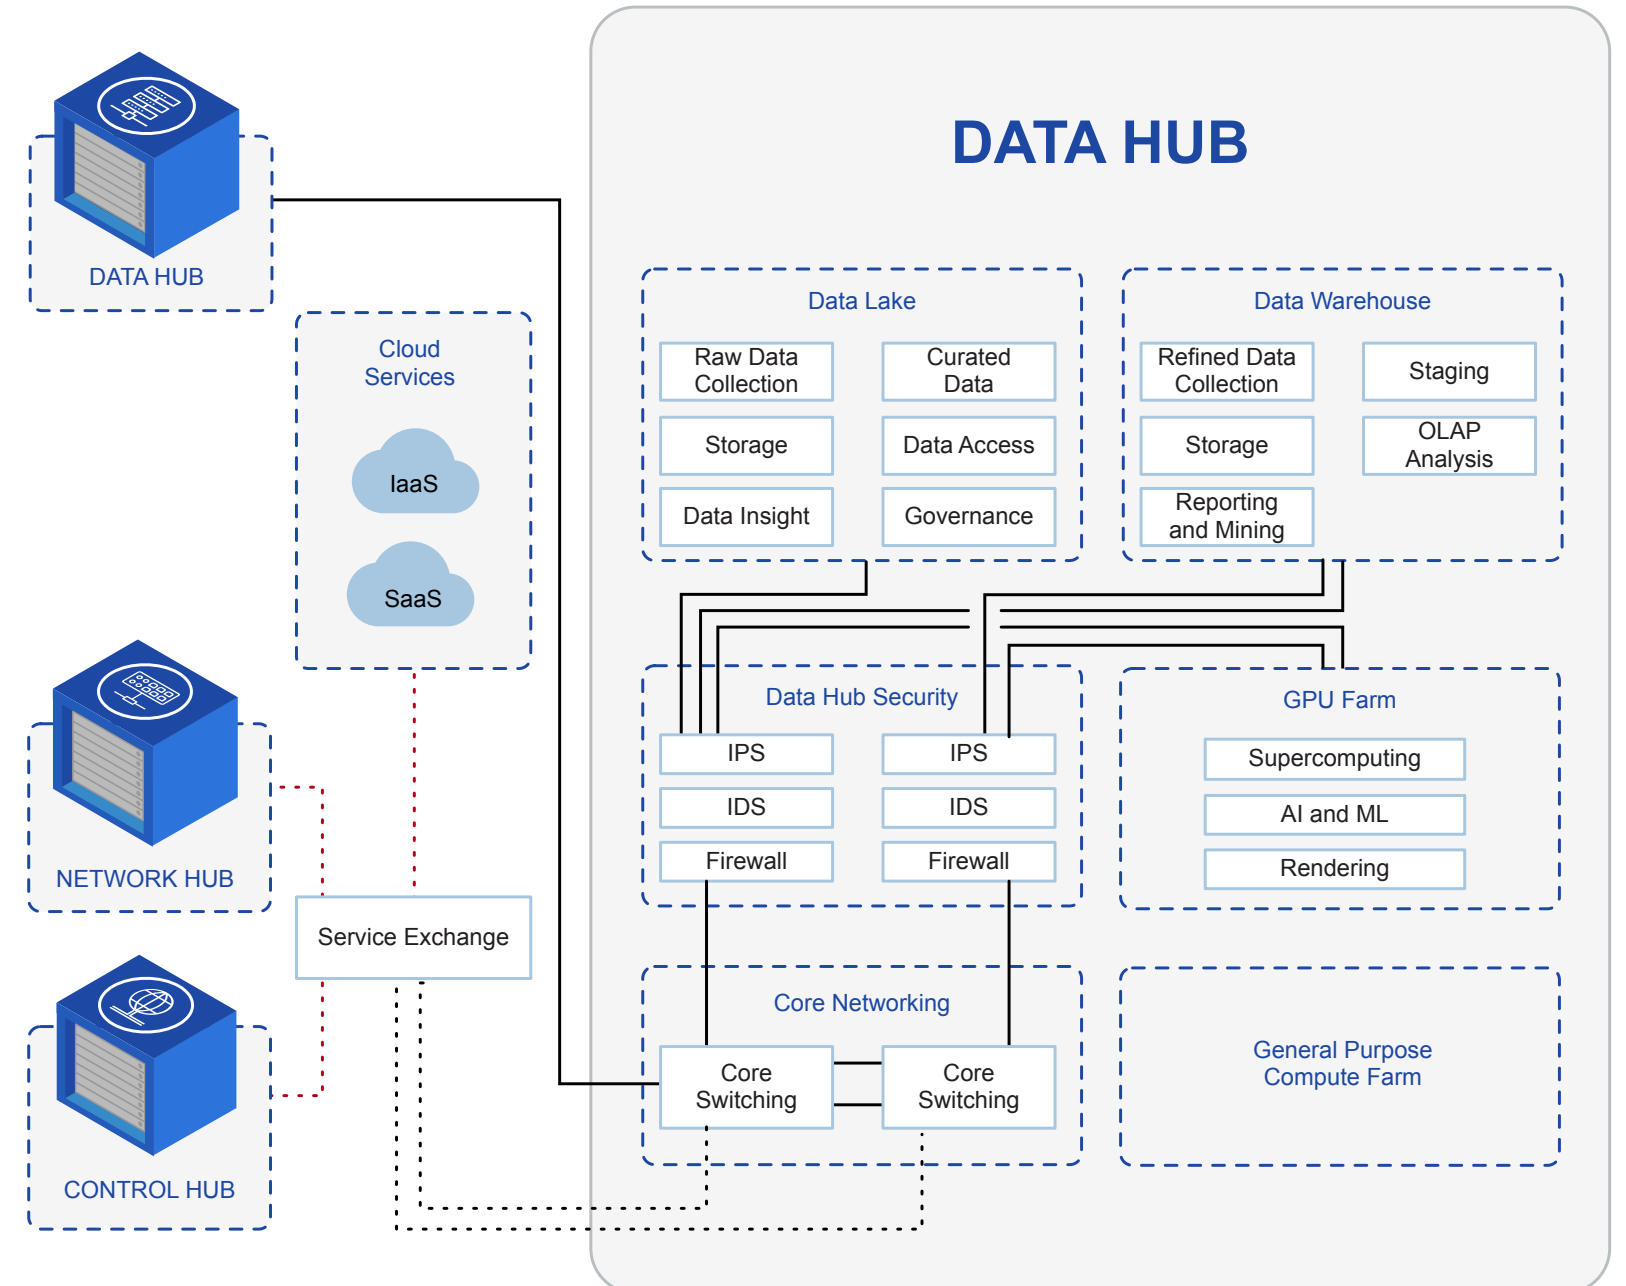 DATA HUB
DATA HUB
Cloud
Services
IaaS
SaaS
NETWORK HUB
Service Exchange
CONTROL HUB
Data Lake
Raw Data
Collection
Curated
Data
Storage
Data Access
Data Insight
Governance
Data Warehouse
Refined Data
Collection
Staging
Storage
OLAP
Analysis
Reporting
and Mining
Data Hub Security
IPS
IPS
IDS
IDS
Firewall
Firewall
GPU Farm
Supercomputing
AI and ML
Rendering
Core Networking
Core
Switching
Core
Switching
General Purpose
Compute Farm